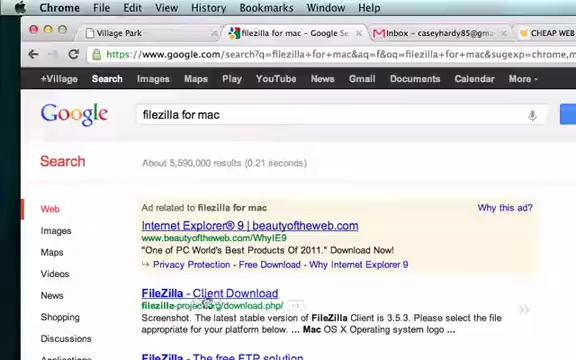 Chrome File Edit View History Bookmarks Window Help
Village Park
filezilla for mac - Google Se
Inbox - caseyhardy85@gma
CHEAP WEB
https://www.google.com/search?q=filezilla+for+mac&aq=f&oq=filezilla+for+mac&sugexp=chrome,m
+Village Search Images Maps Play YouTube News Gmail Documents Calendar More -
Google
filezilla for mac
Search
About 5,590,000 results (0.21 seconds)
Web
Images
Maps
Videos
News
Shopping
Discussions
Ad related to filezilla for mac
Why this ad?
Internet Explorer® 9 | beautyoftheweb.com
www.beautyoftheweb.com/WhyIE9
"One of PC World's Best Products Of 2011." Download Now!
Privacy Protection - Free Download - Why Internet Explorer 9
FileZilla - Client Download
filezilla-project.org/download.php/
+1
Screenshot. The latest stable version of FileZilla Client is 3.5.3. Please select the file
appropriate for your platform below. ... Mac OS X Operating system logo ...
FileZilla - The free FTP solution